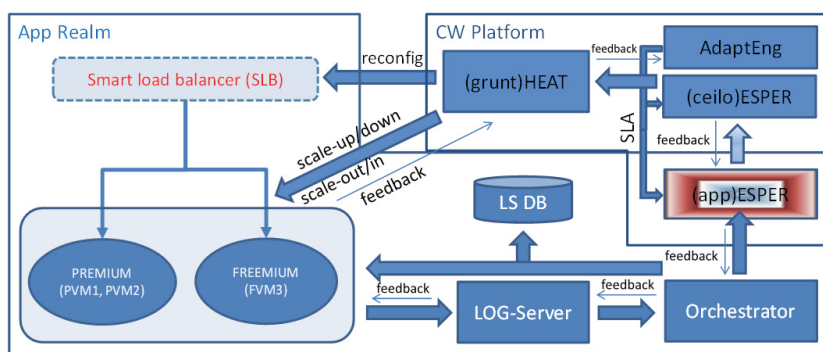 App Realm
CW Platform
reconfig
feedback
AdaptEng
Smart load balancer (SLB)
(grunt)HEAT
(ceilo)ESPER
SLA
scale-up/down
feedback
scale-out/in
feedback
(app)ESPER
LS DB
PREMIUM
(PVM1, PVM2)
FREEMIUM
(FVM3)
feedback
feedback
feedback
LOG-Server
Orchestrator